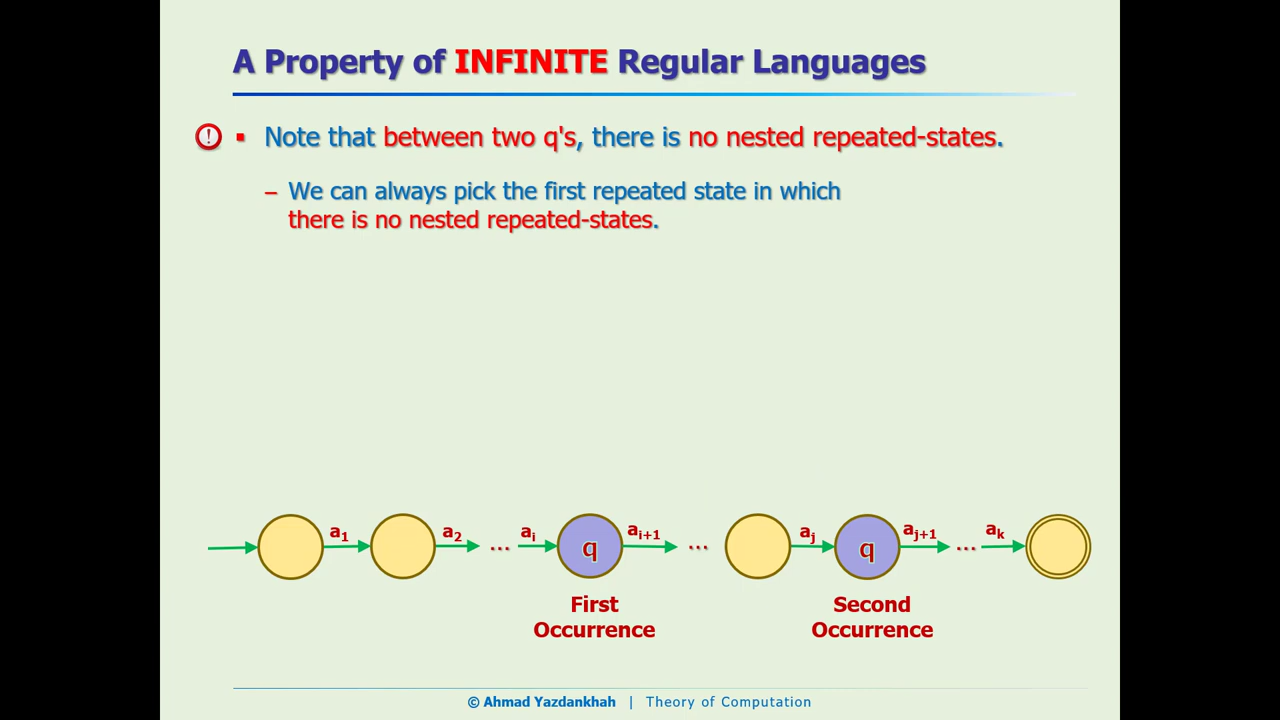 A Property of INFINITE Regular Languages
! ▪ Note that between two q's, there is no nested repeated-states.
– We can always pick the first repeated state in which
there is no nested repeated-states.
a1 a2 ... ai q ai+1 ... aj q aj+1 ... ak
First Second
Occurrence Occurrence
© Ahmad Yazdankhah | Theory of Computation